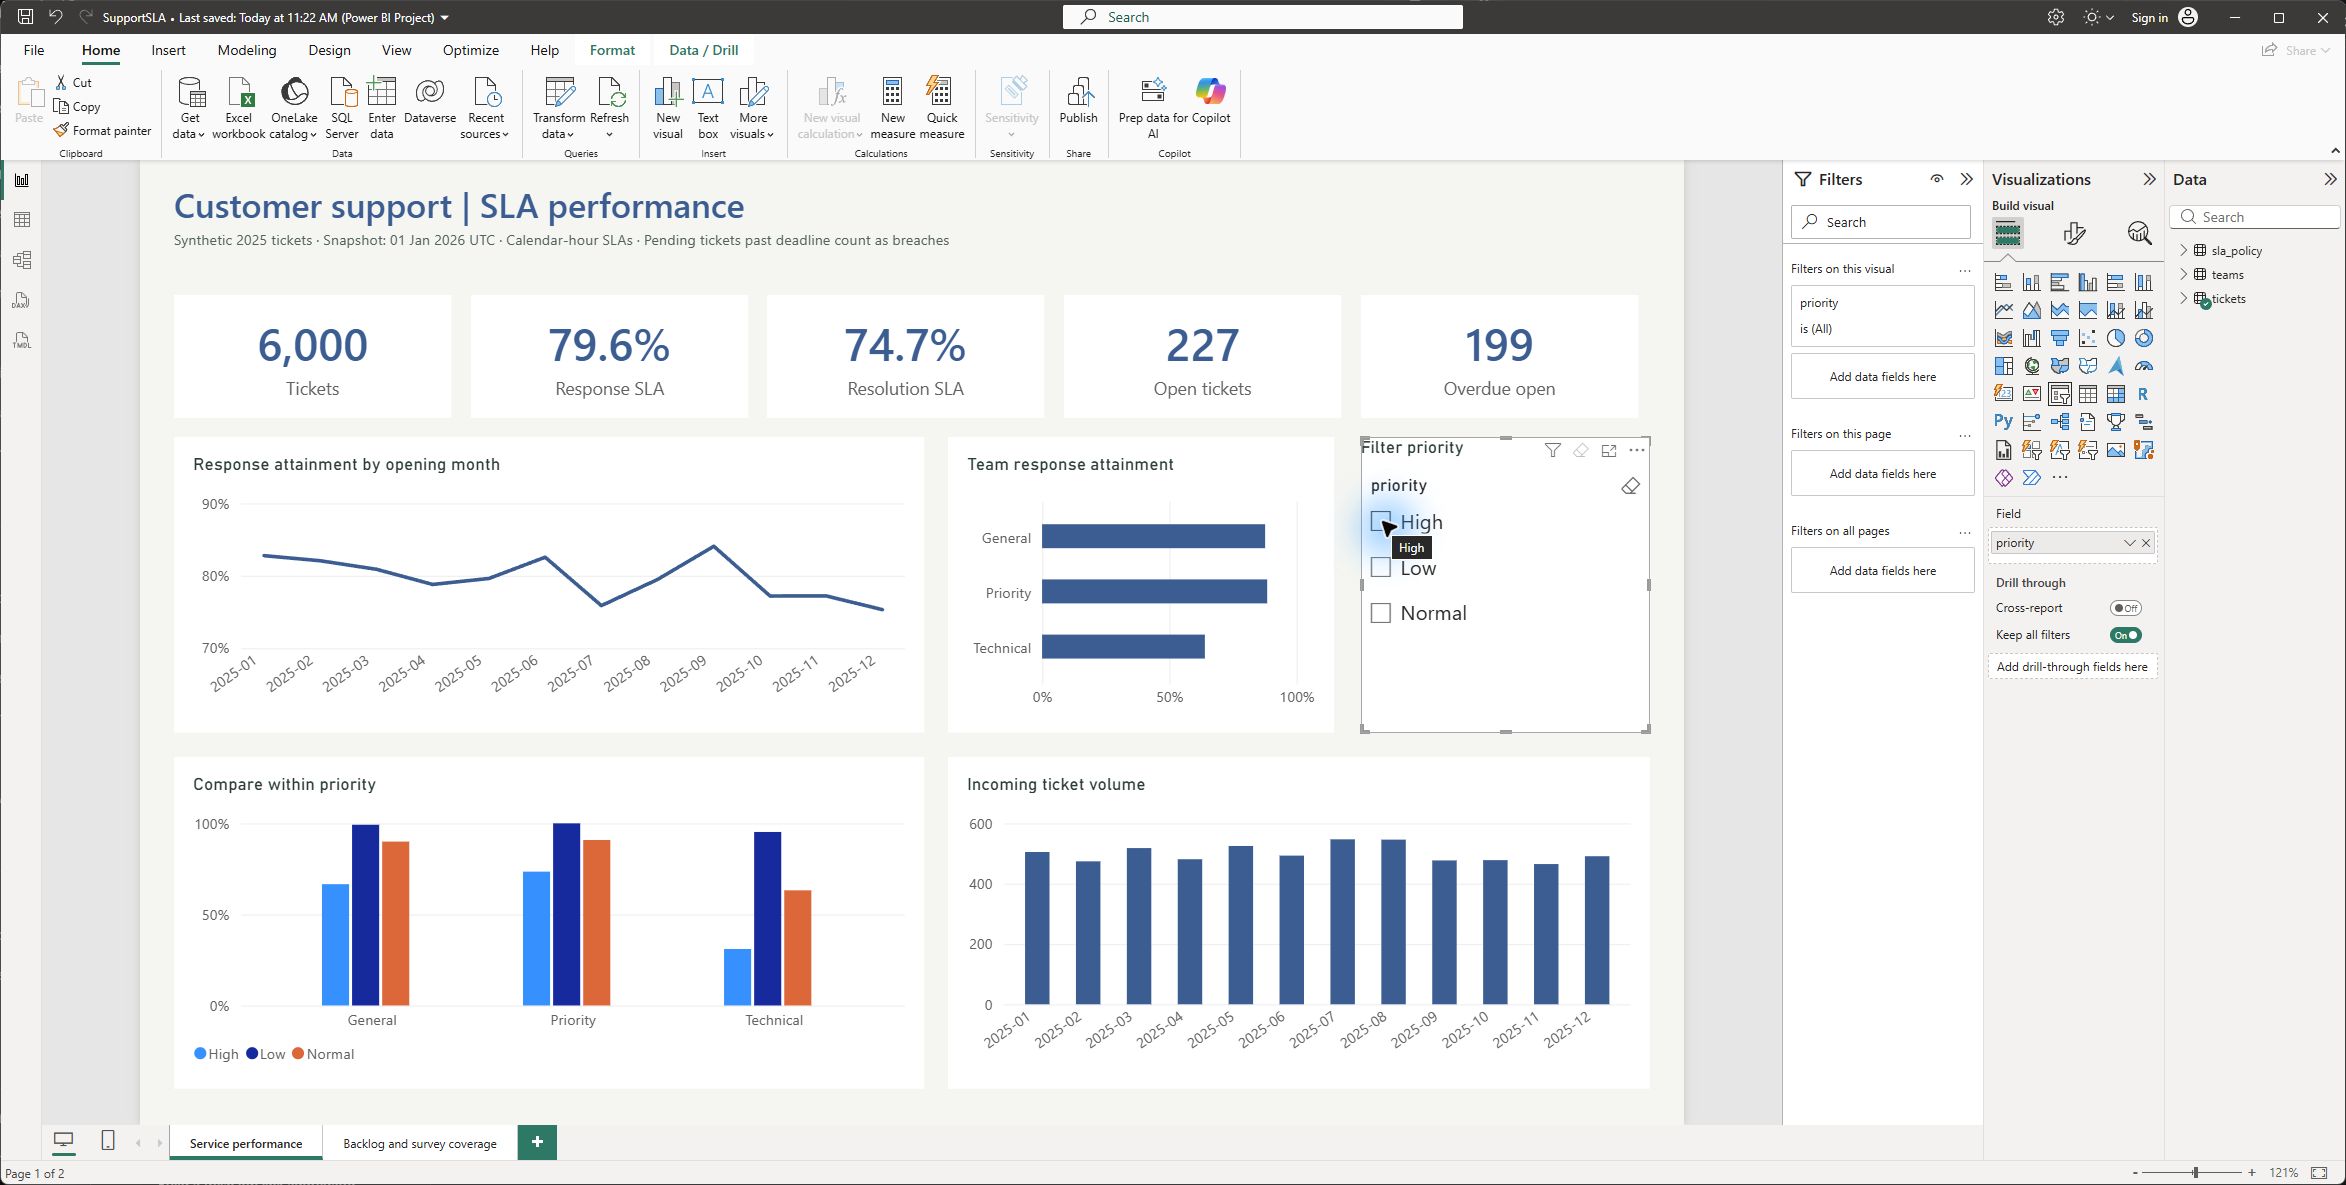 SupportSLA • Last saved: Today at 11:22 AM (Power BI Project)
Search
Sign in
File Home Insert Modeling Design View Optimize Help Format Data / Drill
Share
Paste
Cut
Copy
Format painter
Clipboard
Get data
Excel workbook
OneLake catalog
SQL Server
Enter data
Dataverse
Recent sources
Data
Transform data
Refresh
Queries
New visual
Text box
More visuals
Insert
New visual calculation
New measure
Quick measure
Calculations
Sensitivity
Sensitivity
Publish
Share
Prep data for AI
Copilot
Copilot
DAX
TMDL
Customer support | SLA performance
Synthetic 2025 tickets · Snapshot: 01 Jan 2026 UTC · Calendar-hour SLAs · Pending tickets past deadline count as breaches
6,000
Tickets
79.6%
Response SLA
74.7%
Resolution SLA
227
Open tickets
199
Overdue open
Response attainment by opening month
90%
80%
70%
2025-01 2025-02 2025-03 2025-04 2025-05 2025-06 2025-07 2025-08 2025-09 2025-10 2025-11 2025-12
Team response attainment
General
Priority
Technical
0% 50% 100%
Filter priority
priority
High
High
Low
Normal
Compare within priority
100%
50%
0%
General Priority Technical
High Low Normal
Incoming ticket volume
600
400
200
0
2025-01 2025-02 2025-03 2025-04 2025-05 2025-06 2025-07 2025-08 2025-09 2025-10 2025-11 2025-12
Filters
Search
Filters on this visual
priority
is (All)
Add data fields here
Filters on this page
Add data fields here
Filters on all pages
Add data fields here
Visualizations
Build visual
123
R
Py
Field
priority
Drill through
Cross-report
Off
Keep all filters
On
Add drill-through fields here
Data
Search
sla_policy
teams
tickets
Service performance
Backlog and survey coverage
+
Page 1 of 2
- + 121%